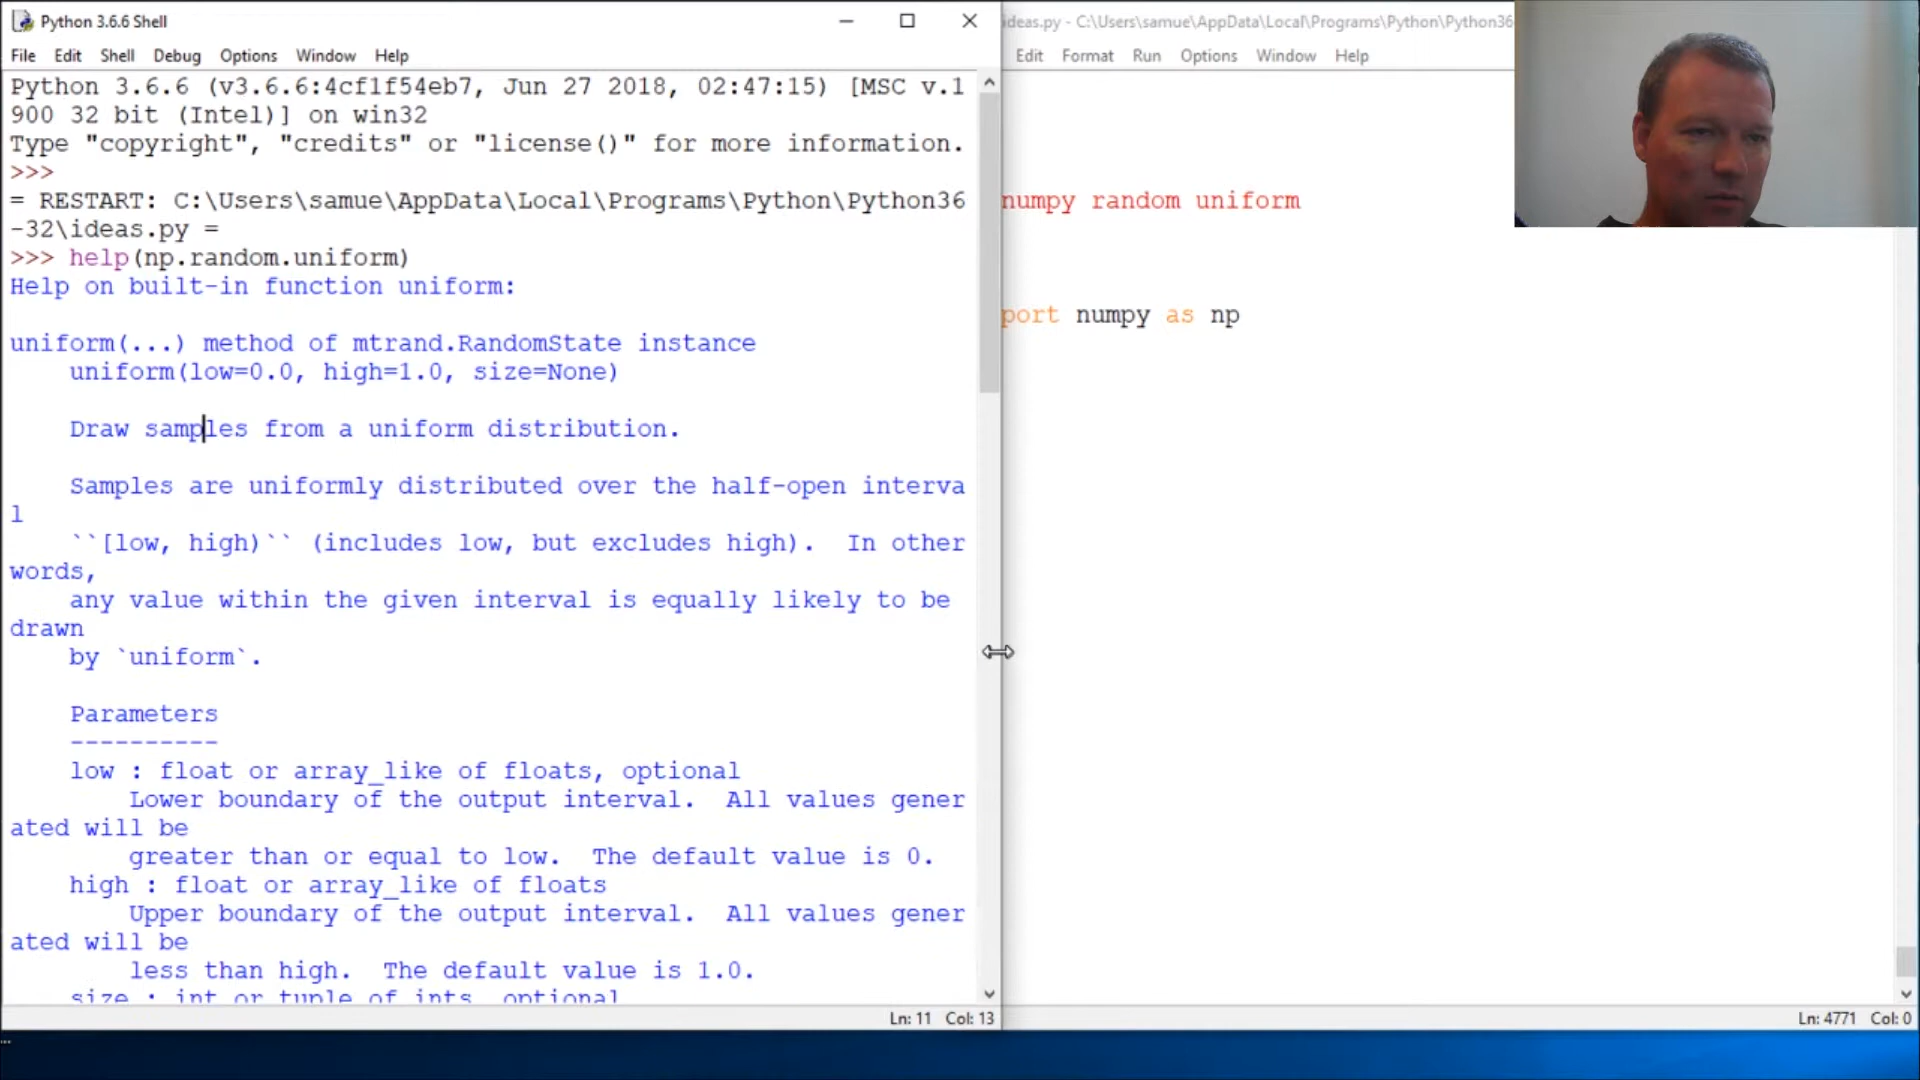 Python 3.6.6 Shell
File Edit Shell Debug Options Window Help
Python 3.6.6 (v3.6.6:4cf1f54eb7, Jun 27 2018, 02:47:15) [MSC v.1
900 32 bit (Intel)] on win32
Type "copyright", "credits" or "license()" for more information.
>>>
= RESTART: C:\Users\samue\AppData\Local\Programs\Python\Python36
-32\ideas.py =
>>> help(np.random.uniform)
Help on built-in function uniform:
uniform(...) method of mtrand.RandomState instance
uniform(low=0.0, high=1.0, size=None)
Draw samples from a uniform distribution.
Samples are uniformly distributed over the half-open interva
l
``[low, high)`` (includes low, but excludes high).  In other
words,
any value within the given interval is equally likely to be
drawn
by `uniform`.
Parameters
----------
low : float or array_like of floats, optional
Lower boundary of the output interval.  All values gener
ated will be
greater than or equal to low.  The default value is 0.
high : float or array_like of floats
Upper boundary of the output interval.  All values gener
ated will be
less than high.  The default value is 1.0.
size : int or tuple of ints, optional
Ln: 11 Col: 13
ideas.py - C:\Users\samue\AppData\Local\Programs\Python\Python36
Edit Format Run Options Window Help
numpy random uniform
port numpy as np
Ln: 4771 Col: 0